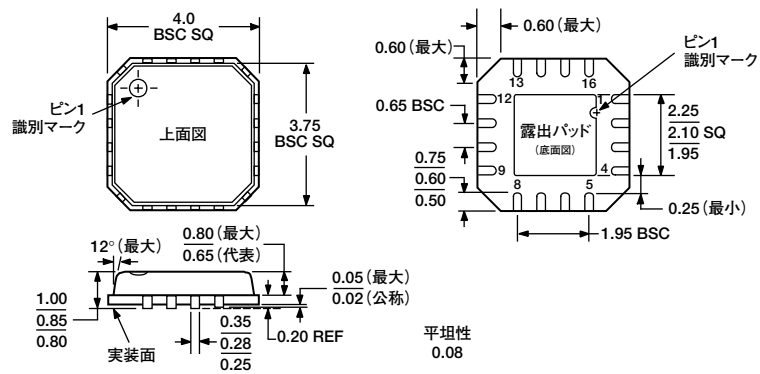 4.0
BSC SQ
ピン1
識別マーク
上面図
3.75
BSC SQ
0.60（最大）
0.60（最大）
ピン1
識別マーク
13
16
12
1
0.65 BSC
露出パッド
（底面図）
2.25
2.10 SQ
1.95
9
4
8
5
0.75
0.60
0.50
0.25（最小）
1.95 BSC
12°（最大）
0.80（最大）
0.65（代表）
0.05（最大）
0.02（公称）
1.00
0.85
0.80
実装面
0.35
0.28
0.25
0.20 REF
平坦性
0.08